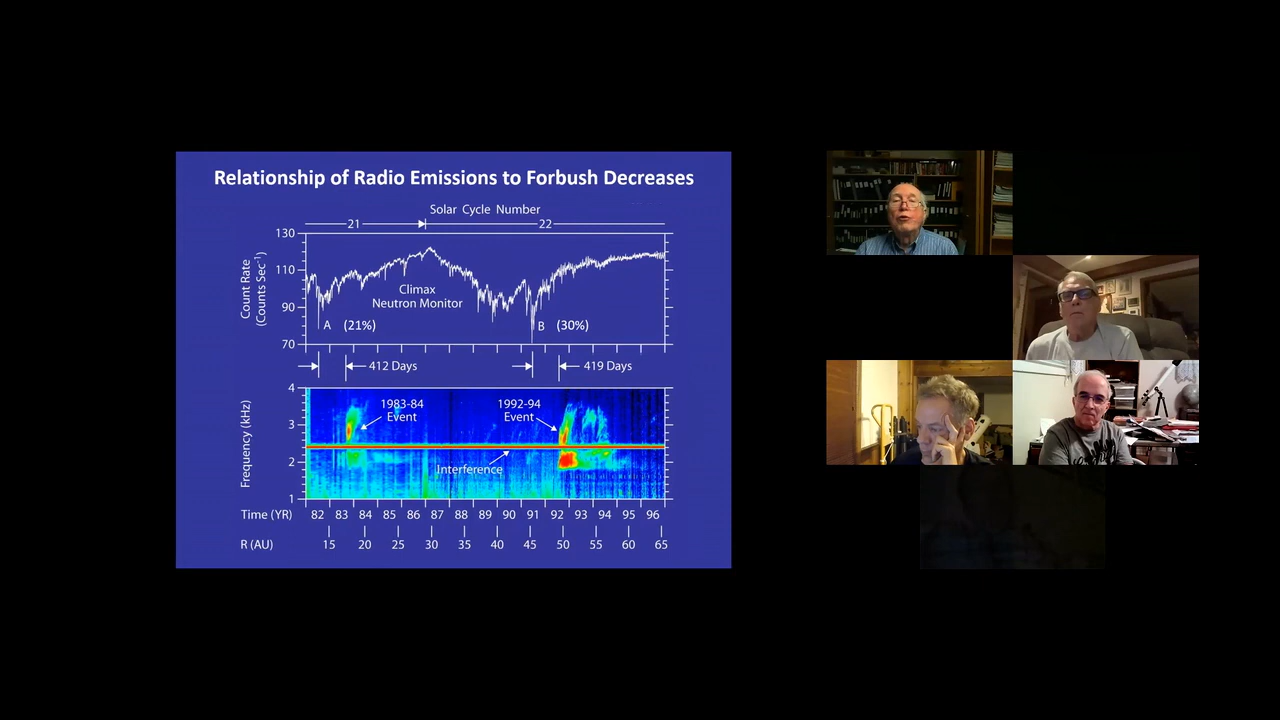 Relationship of Radio Emissions to Forbush Decreases
Solar Cycle Number
21 22
130
110
90
70
Count Rate
(Counts Sec⁻¹)
Climax
Neutron Monitor
A (21%)
B (30%)
412 Days
419 Days
4
3
2
1
Frequency (kHz)
1983-84
Event
1992-94
Event
Interference
Time (YR) 82 83 84 85 86 87 88 89 90 91 92 93 94 95 96
R (AU) 15 20 25 30 35 40 45 50 55 60 65